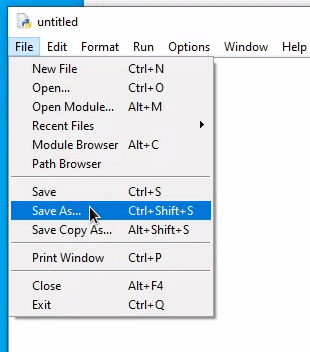 untitled
File Edit Format Run Options Window Help
New File Ctrl+N
Open... Ctrl+O
Open Module... Alt+M
Recent Files
Module Browser Alt+C
Path Browser
Save Ctrl+S
Save As... Ctrl+Shift+S
Save Copy As... Alt+Shift+S
Print Window Ctrl+P
Close Alt+F4
Exit Ctrl+Q